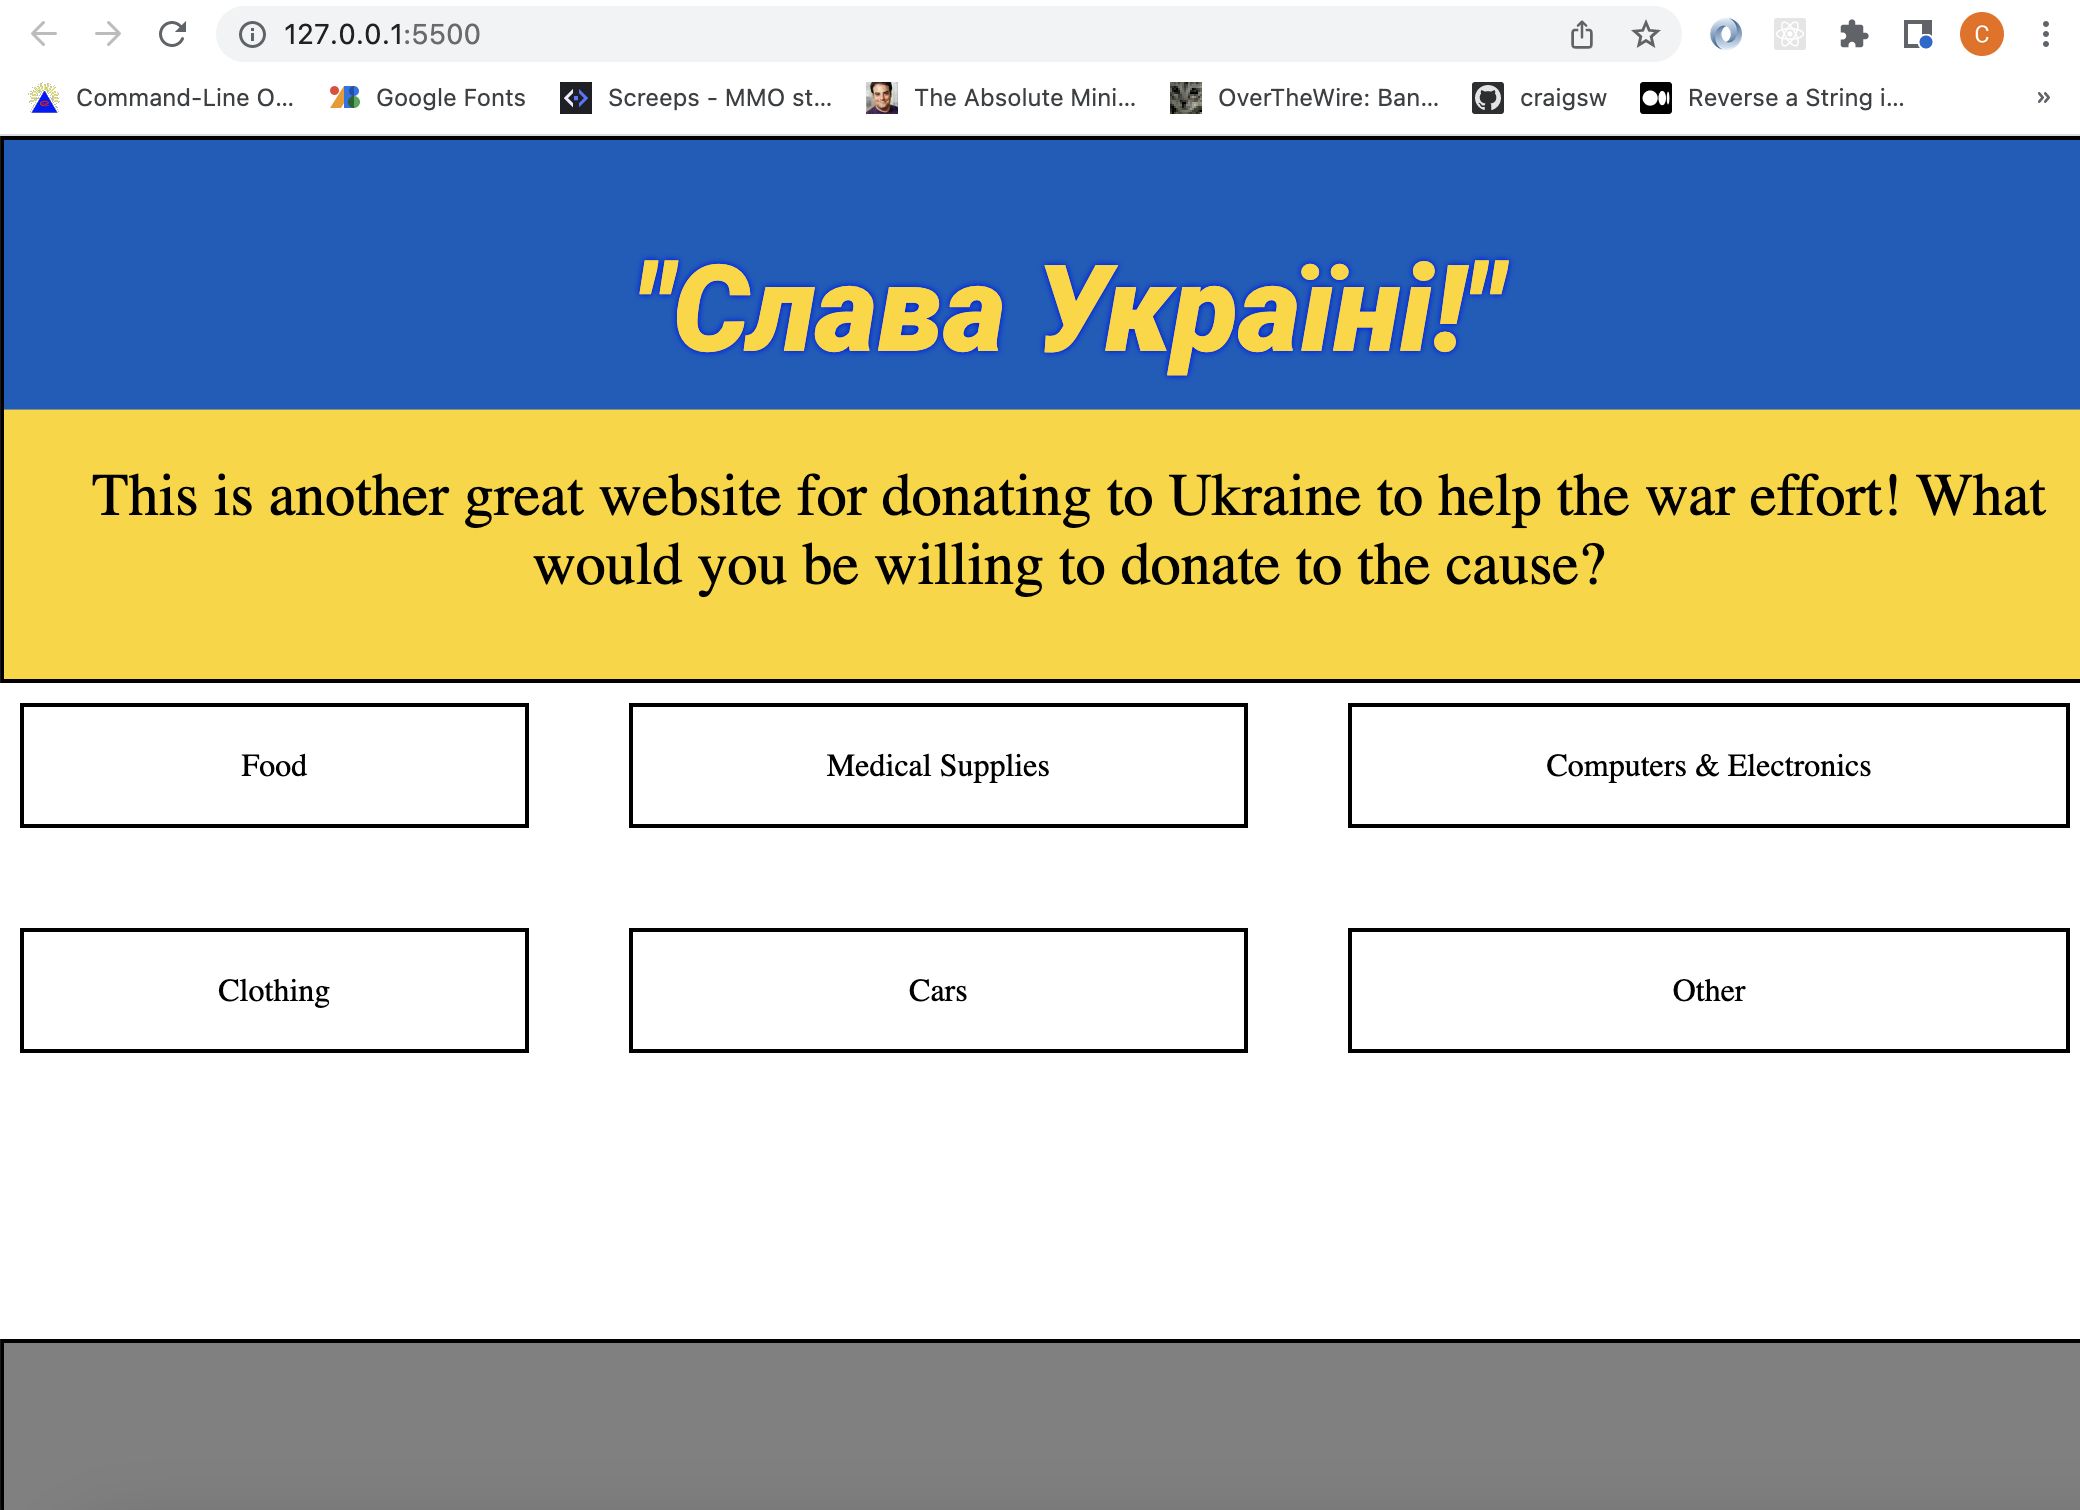 127.0.0.1:5500
C
Command-Line O...
Google Fonts
Screeps - MMO st...
The Absolute Mini...
OverTheWire: Ban...
craigsw
Reverse a String i...
»
"Слава Україні!"
This is another great website for donating to Ukraine to help the war effort! What
would you be willing to donate to the cause?
Food
Medical Supplies
Computers & Electronics
Clothing
Cars
Other